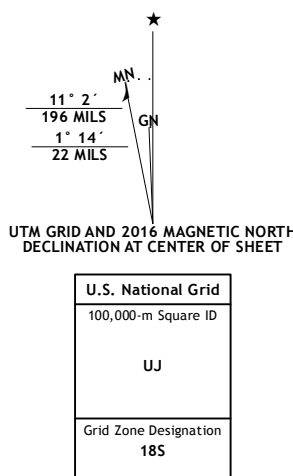 ★
MN
GN
11° 2´
196 MILS
1° 14´
22 MILS
UTM GRID AND 2016 MAGNETIC NORTH
DECLINATION AT CENTER OF SHEET
U.S. National Grid
100,000-m Square ID
UJ
Grid Zone Designation
18S